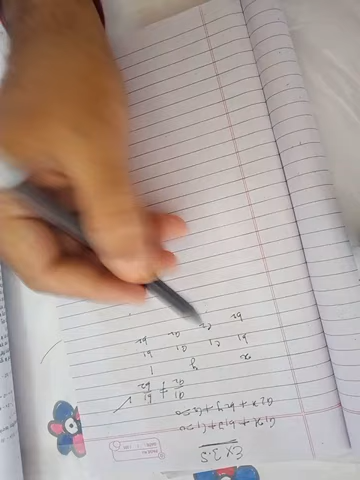 Ex 3.5
a₁x + b₁y + c₁=0
a₂x + b₂y + c₂=0
a₁/a₂ ≠ b₁/b₂
x y 1
b₁ c₁ a₁ b₁
b₂ c₂ a₂ b₂